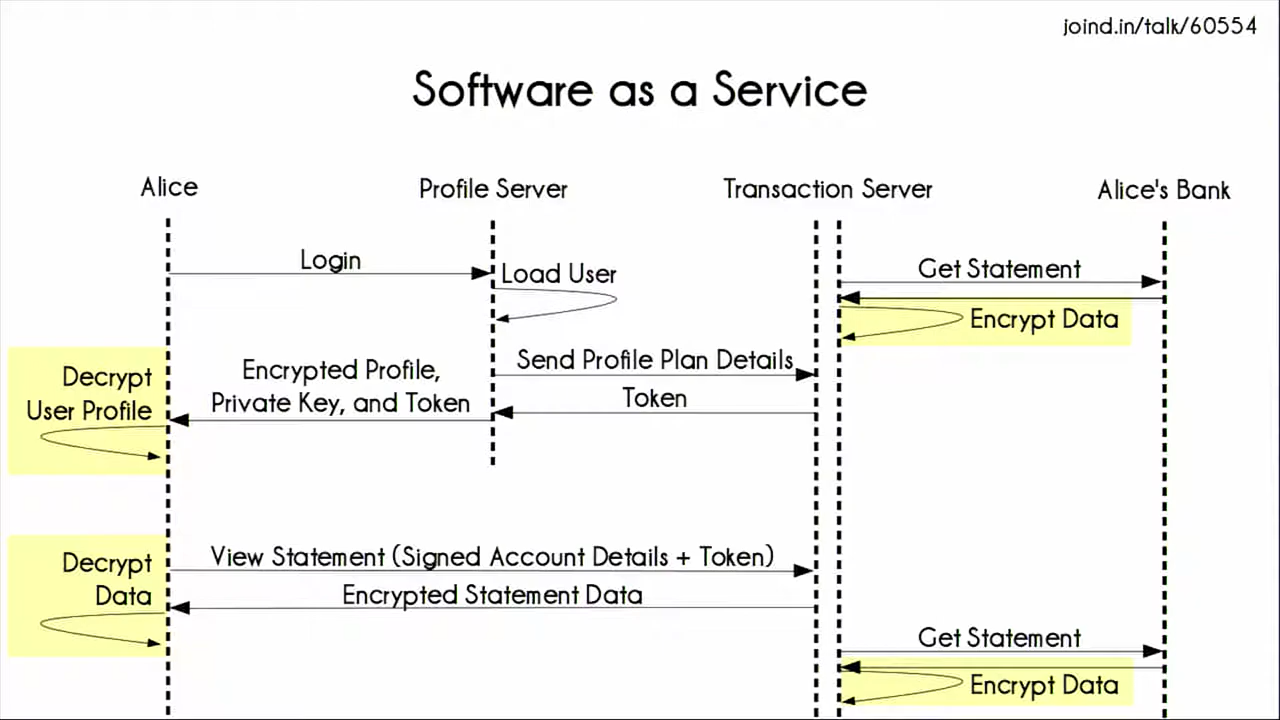 joind.in/talk/60554
Software as a Service
Alice
Profile Server
Transaction Server
Alice's Bank
Login
Load User
Get Statement
Encrypt Data
Send Profile Plan Details
Token
Encrypted Profile,
Private Key, and Token
Decrypt
User Profile
View Statement (Signed Account Details + Token)
Encrypted Statement Data
Decrypt
Data
Get Statement
Encrypt Data